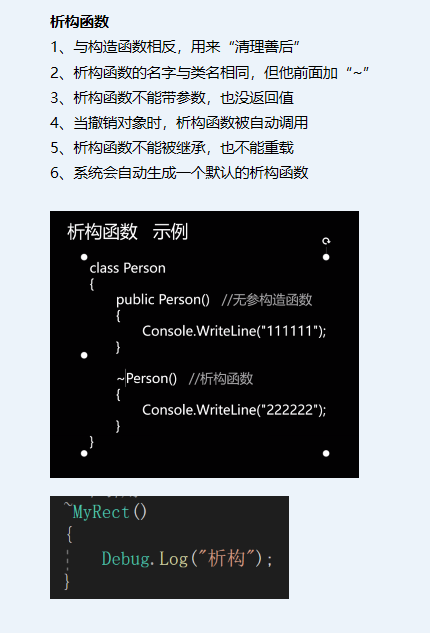 析构函数
1、与构造函数相反，用来“清理善后”
2、析构函数的名字与类名相同，但他前面加“~”
3、析构函数不能带参数，也没返回值
4、当撤销对象时，析构函数被自动调用
5、析构函数不能被继承，也不能重载
6、系统会自动生成一个默认的析构函数
析构函数 示例
class Person
{
public Person() //无参构造函数
{
Console.WriteLine("111111");
}
~Person() //析构函数
{
Console.WriteLine("222222");
}
}
~MyRect()
{
Debug.Log("析构");
}